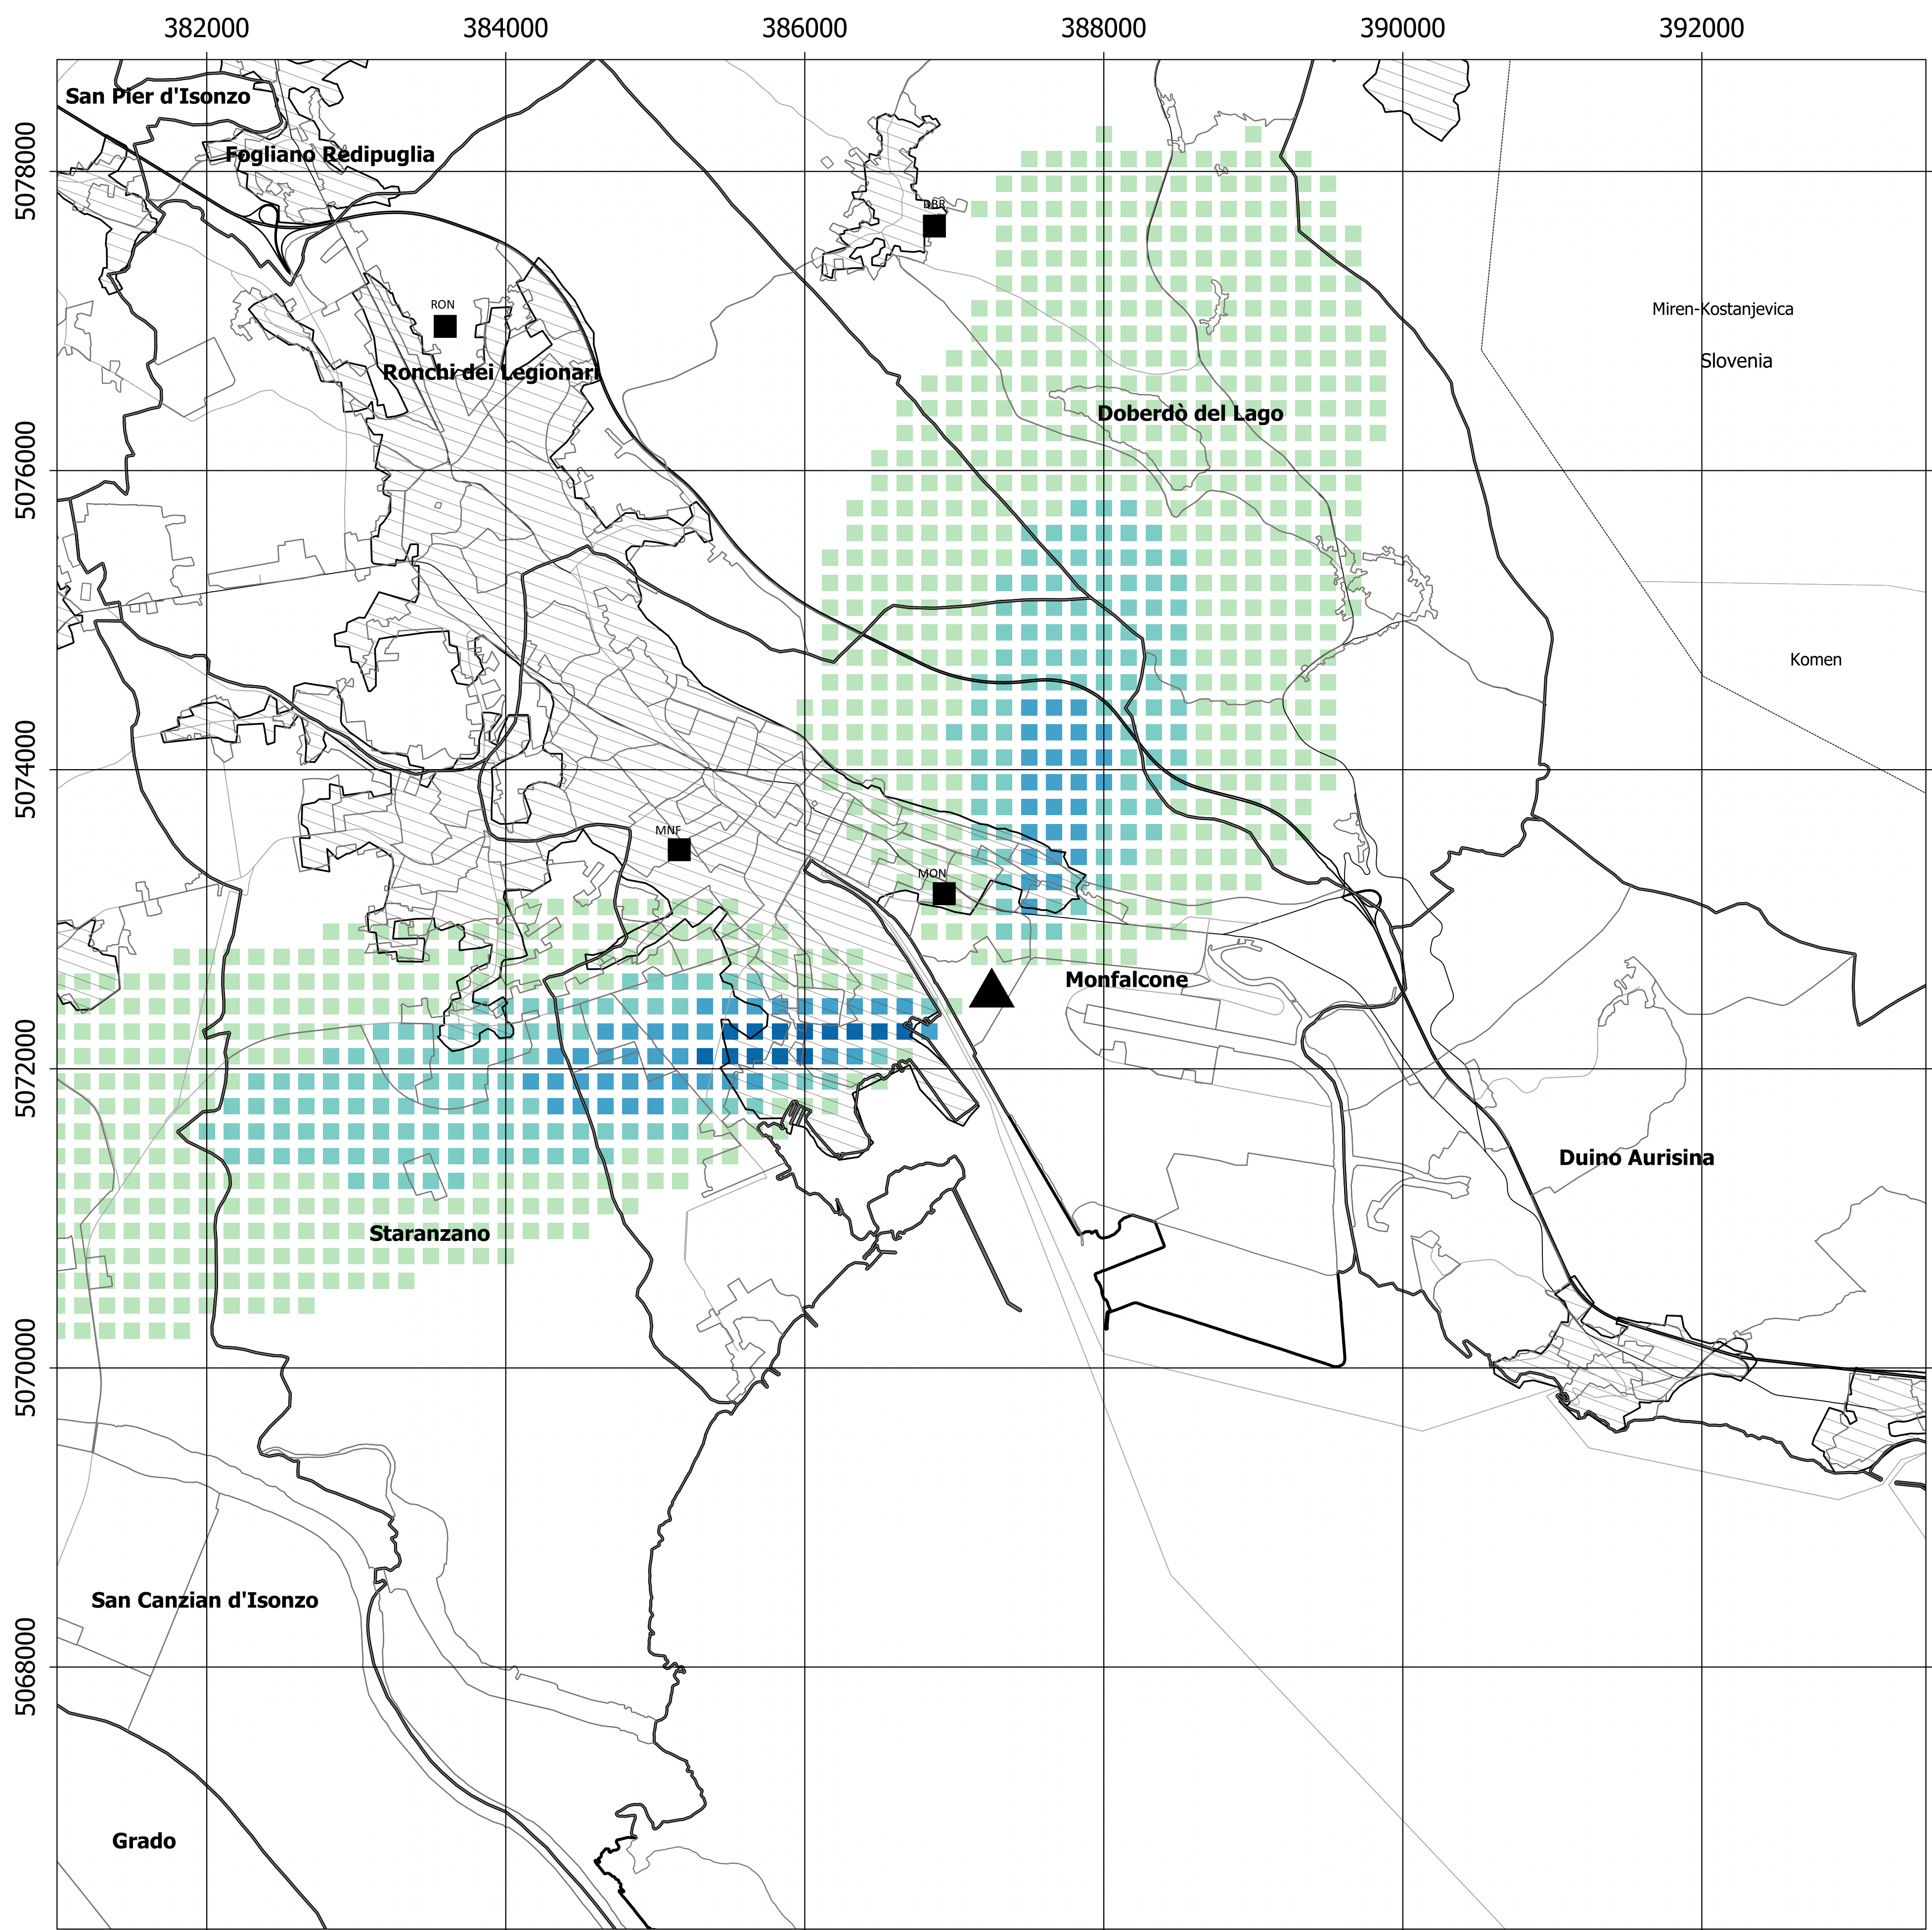 382000 384000 386000 388000 390000 392000
San Pier d'Isonzo
Fogliano Redipuglia
5078000
DBR
RON
Miren-Kostanjevica
Slovenia
Ronchi dei Legionari
Doberdò del Lago
5076000
Komen
5074000
MNF
MON
Monfalcone
5072000
Duino Aurisina
Staranzano
5070000
San Canzian d'Isonzo
5068000
Grado